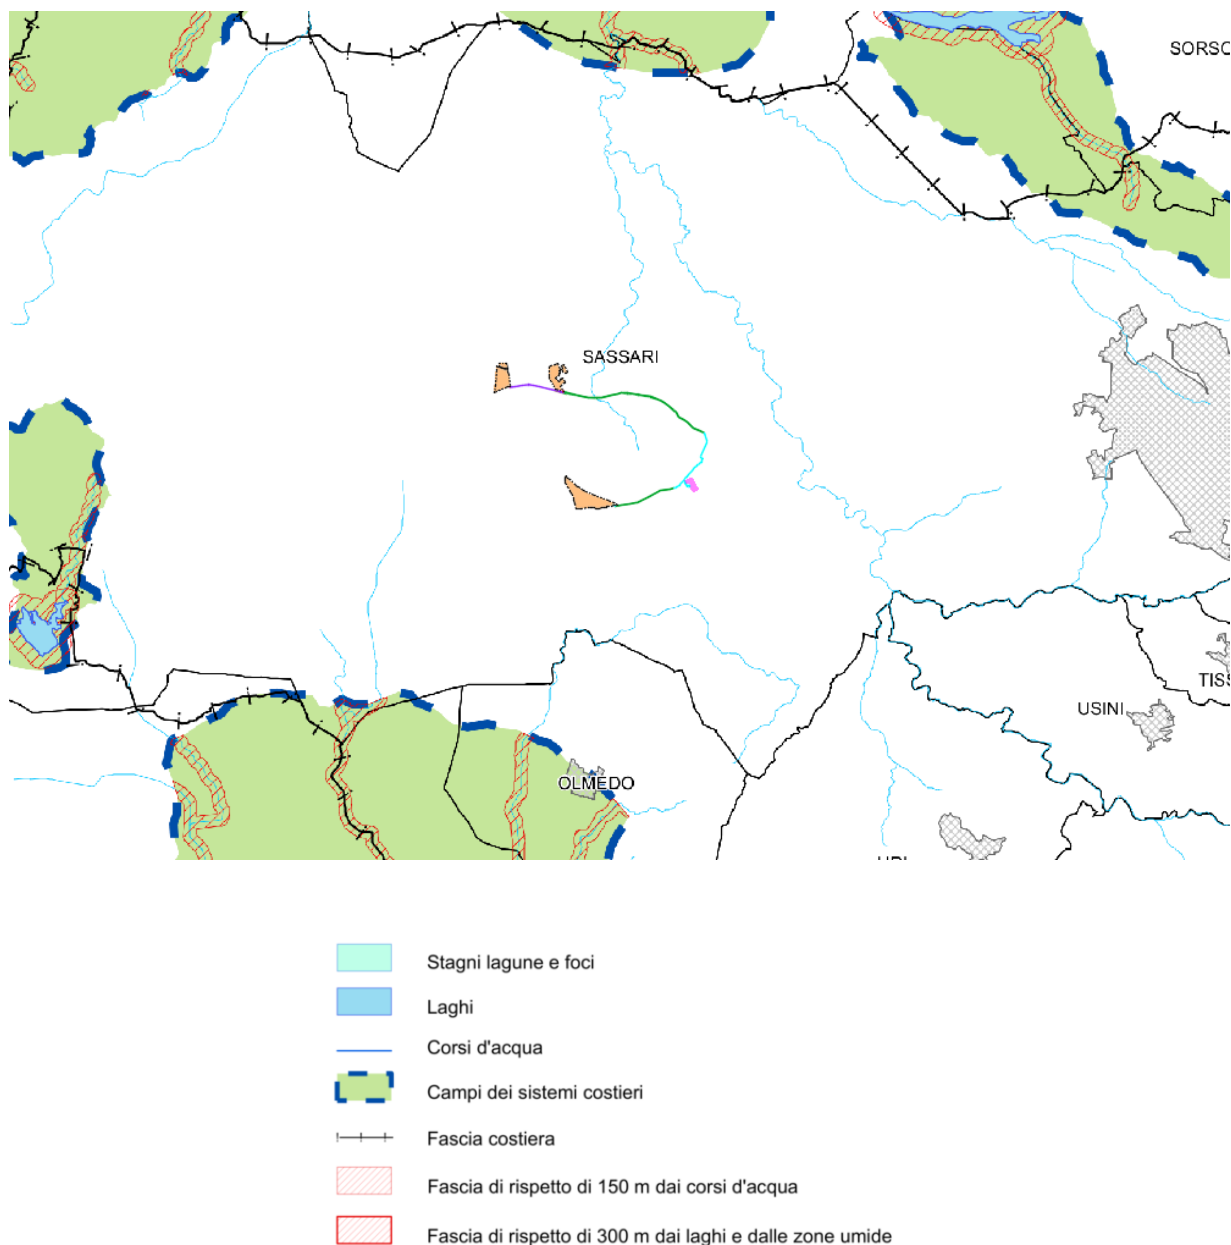 SORSO
SASSARI
TISS
USINI
OLMEDO
Stagni lagune e foci
Laghi
Corsi d'acqua
Campi dei sistemi costieri
Fascia costiera
Fascia di rispetto di 150 m dai corsi d'acqua
Fascia di rispetto di 300 m dai laghi e dalle zone umide